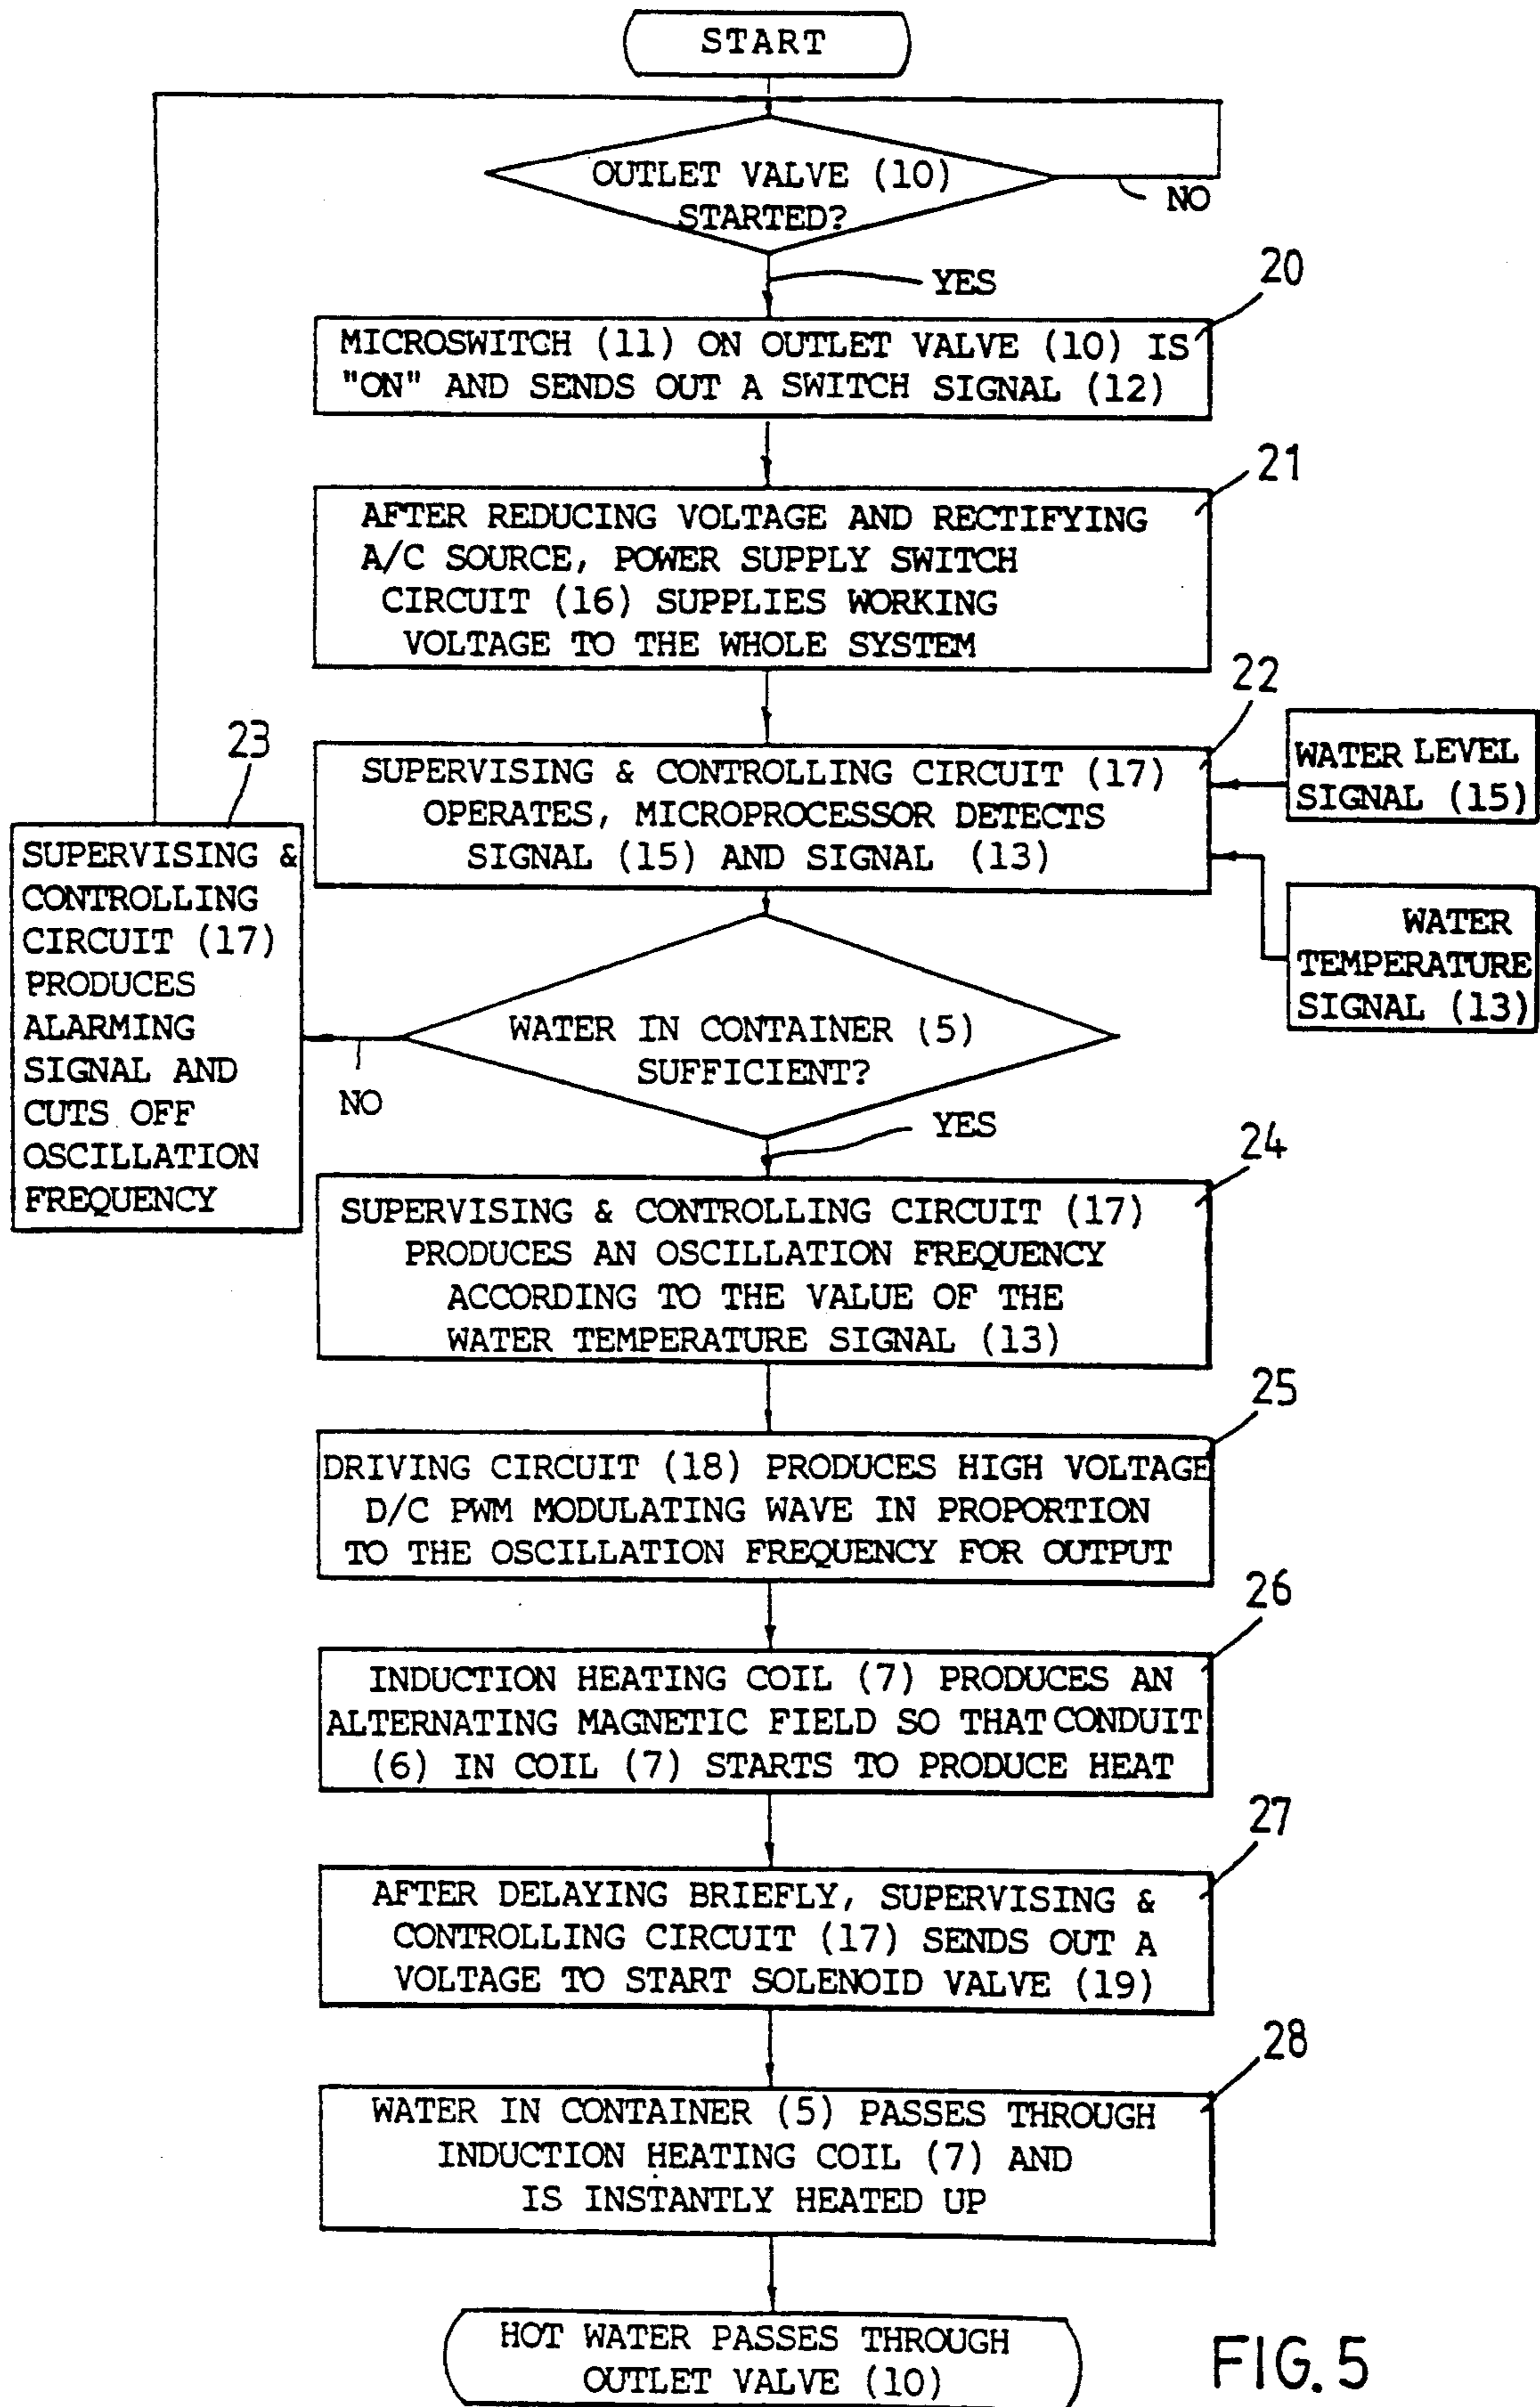 START
OUTLET VALVE (10)
STARTED?
NO
YES
20
MICROSWITCH (11) ON OUTLET VALVE (10) IS
"ON" AND SENDS OUT A SWITCH SIGNAL (12)
21
AFTER REDUCING VOLTAGE AND RECTIFYING
A/C SOURCE, POWER SUPPLY SWITCH
CIRCUIT (16) SUPPLIES WORKING
VOLTAGE TO THE WHOLE SYSTEM
22
SUPERVISING & CONTROLLING CIRCUIT (17)
OPERATES, MICROPROCESSOR DETECTS
SIGNAL (15) AND SIGNAL (13)
WATER LEVEL
SIGNAL (15)
WATER
TEMPERATURE
SIGNAL (13)
23
SUPERVISING &
CONTROLLING
CIRCUIT (17)
PRODUCES
ALARMING
SIGNAL AND
CUTS OFF
OSCILLATION
FREQUENCY
WATER IN CONTAINER (5)
SUFFICIENT?
NO
YES
24
SUPERVISING & CONTROLLING CIRCUIT (17)
PRODUCES AN OSCILLATION FREQUENCY
ACCORDING TO THE VALUE OF THE
WATER TEMPERATURE SIGNAL (13)
25
DRIVING CIRCUIT (18) PRODUCES HIGH VOLTAGE
D/C PWM MODULATING WAVE IN PROPORTION
TO THE OSCILLATION FREQUENCY FOR OUTPUT
26
INDUCTION HEATING COIL (7) PRODUCES AN
ALTERNATING MAGNETIC FIELD SO THAT CONDUIT
(6) IN COIL (7) STARTS TO PRODUCE HEAT
27
AFTER DELAYING BRIEFLY, SUPERVISING &
CONTROLLING CIRCUIT (17) SENDS OUT A
VOLTAGE TO START SOLENOID VALVE (19)
28
WATER IN CONTAINER (5) PASSES THROUGH
INDUCTION HEATING COIL (7) AND
IS INSTANTLY HEATED UP
HOT WATER PASSES THROUGH
OUTLET VALVE (10)
FIG.5